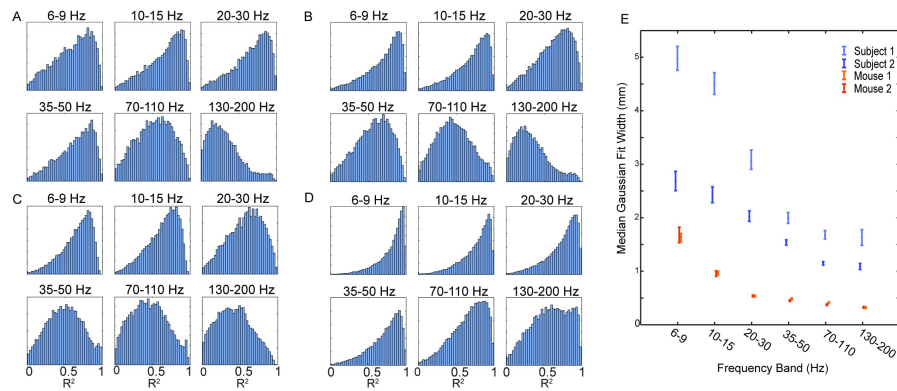 A
6-9 Hz 10-15 Hz 20-30 Hz
35-50 Hz 70-110 Hz 130-200 Hz
B
6-9 Hz 10-15 Hz 20-30 Hz
35-50 Hz 70-110 Hz 130-200 Hz
C
6-9 Hz 10-15 Hz 20-30 Hz
35-50 Hz 70-110 Hz 130-200 Hz
0 0.5 1 0 0.5 1 0 0.5 1
R² R² R²
D
6-9 Hz 10-15 Hz 20-30 Hz
35-50 Hz 70-110 Hz 130-200 Hz
0 0.5 1 0 0.5 1 0 0.5 1
R² R² R²
E
Median Gaussian Fit Width (mm)
5
4
3
2
1
0
Subject 1
Subject 2
Mouse 1
Mouse 2
6-9 10-15 20-30 35-50 70-110 130-200
Frequency Band (Hz)